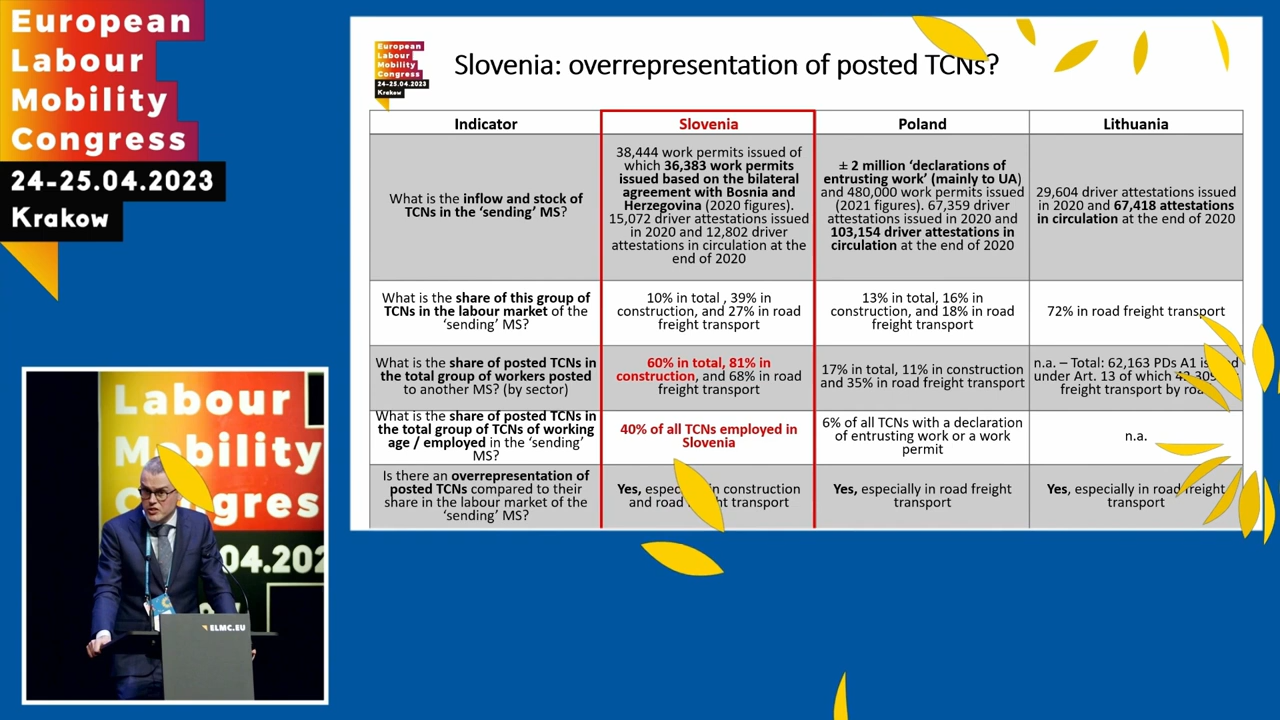 European
Labour
Mobility
Congress
24-25.04.2023
Krakow
European
Labour
Mobility
Congress
24-25.04.2023
Krakow
Slovenia: overrepresentation of posted TCNs?
Indicator
Slovenia
Poland
Lithuania
What is the inflow and stock of
TCNs in the ‘sending’ MS?
38,444 work permits issued of
which 36,383 work permits
issued based on the bilateral
agreement with Bosnia and
Herzegovina (2020 figures).
15,072 driver attestations issued
in 2020 and 12,802 driver
attestations in circulation at the
end of 2020
± 2 million ‘declarations of
entrusting work’ (mainly to UA)
and 480,000 work permits issued
(2021 figures). 67,359 driver
attestations issued in 2020 and
103,154 driver attestations in
circulation at the end of 2020
29,604 driver attestations issued
in 2020 and 67,418 attestations
in circulation at the end of 2020
What is the share of this group of
TCNs in the labour market of the
‘sending’ MS?
10% in total , 39% in
construction, and 27% in road
freight transport
13% in total, 16% in
construction, and 18% in road
freight transport
72% in road freight transport
What is the share of posted TCNs in
the total group of workers posted
to another MS? (by sector)
60% in total, 81% in
construction, and 68% in road
freight transport
17% in total, 11% in construction
and 35% in road freight transport
n.a. – Total: 62,163 PDs A1
under Art. 13 of which
freight transport by
What is the share of posted TCNs in
the total group of TCNs of working
age / employed in the ‘sending’
MS?
40% of all TCNs employed in
Slovenia
6% of all TCNs with a declaration
of entrusting work or a work
permit
n.a.
Is there an overrepresentation of
posted TCNs compared to their
share in the labour market of the
‘sending’ MS?
Yes, especially in construction
and road freight transport
Yes, especially in road freight
transport
Yes, especially in road freight
transport
Labour
Mobility
Congress
.04.202
ELMC.EU